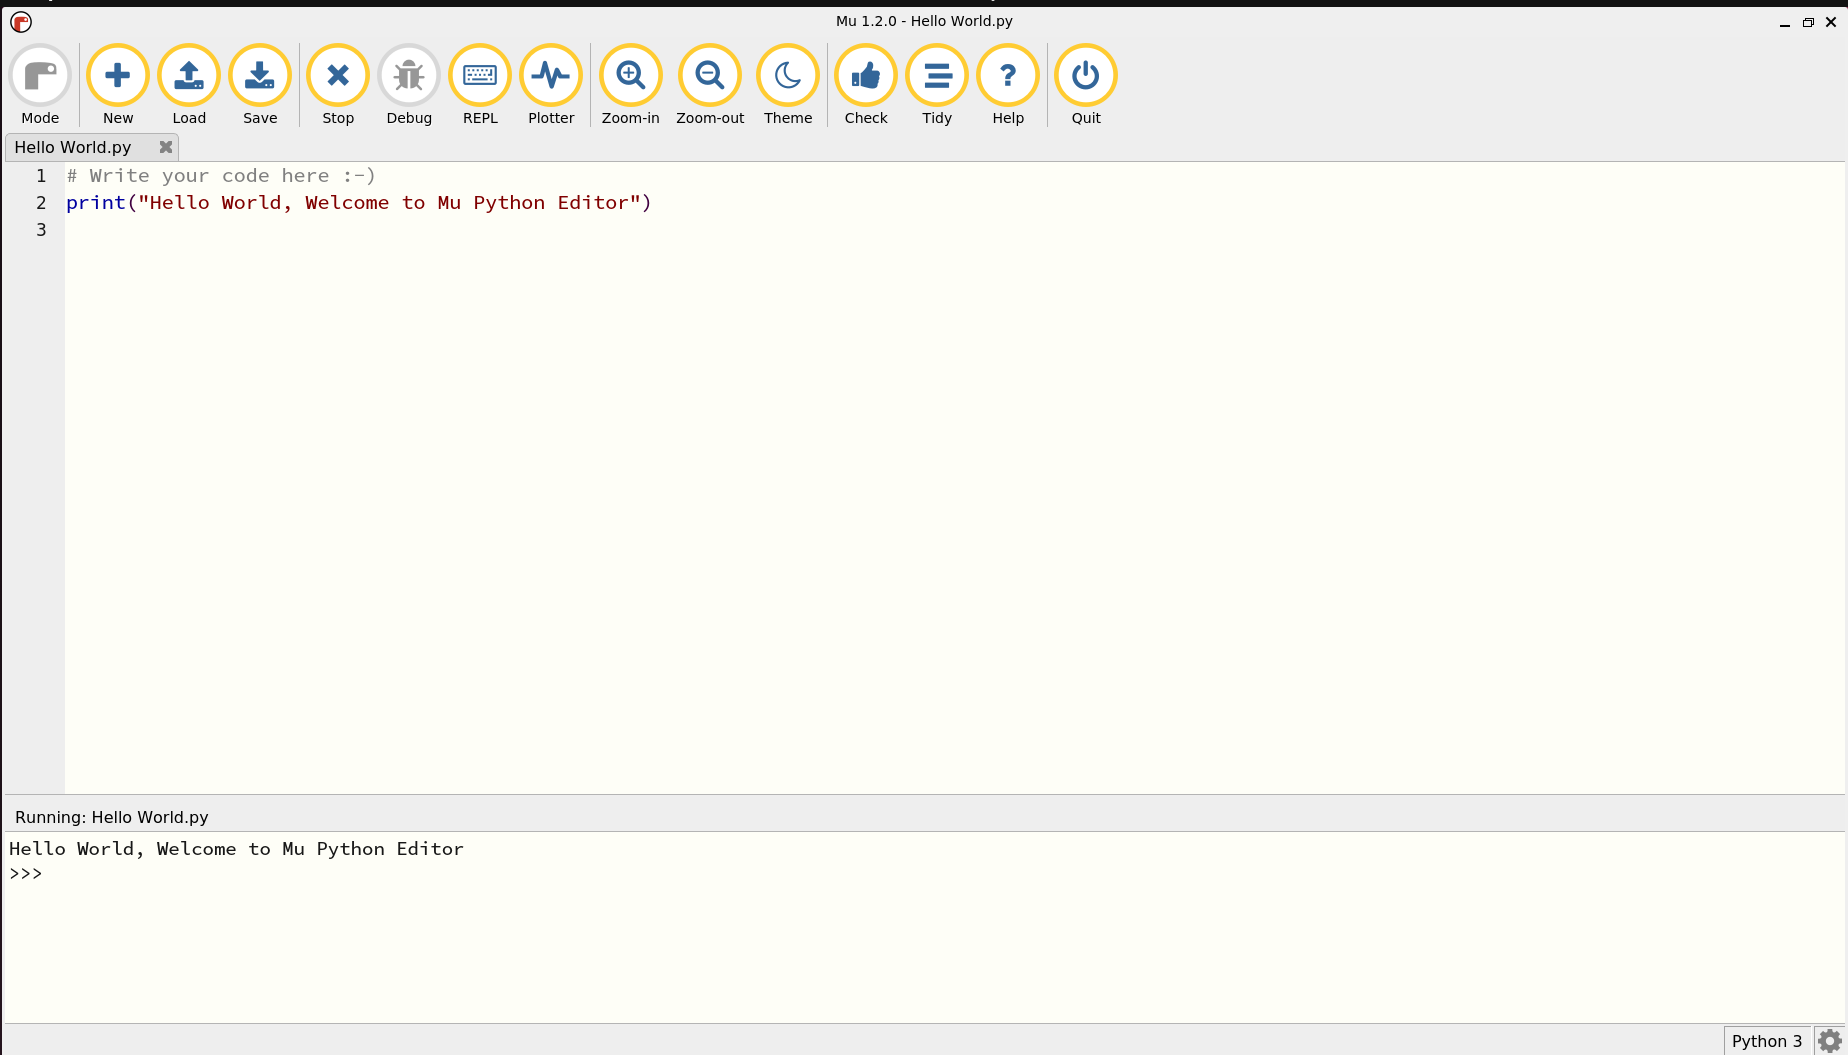 Mu 1.2.0 - Hello World.py
Mode New Load Save Stop Debug REPL Plotter Zoom-in Zoom-out Theme Check Tidy Help Quit
Hello World.py
1 # Write your code here :-)
2 print("Hello World, Welcome to Mu Python Editor")
3
Running: Hello World.py
Hello World, Welcome to Mu Python Editor
>>>
Python 3